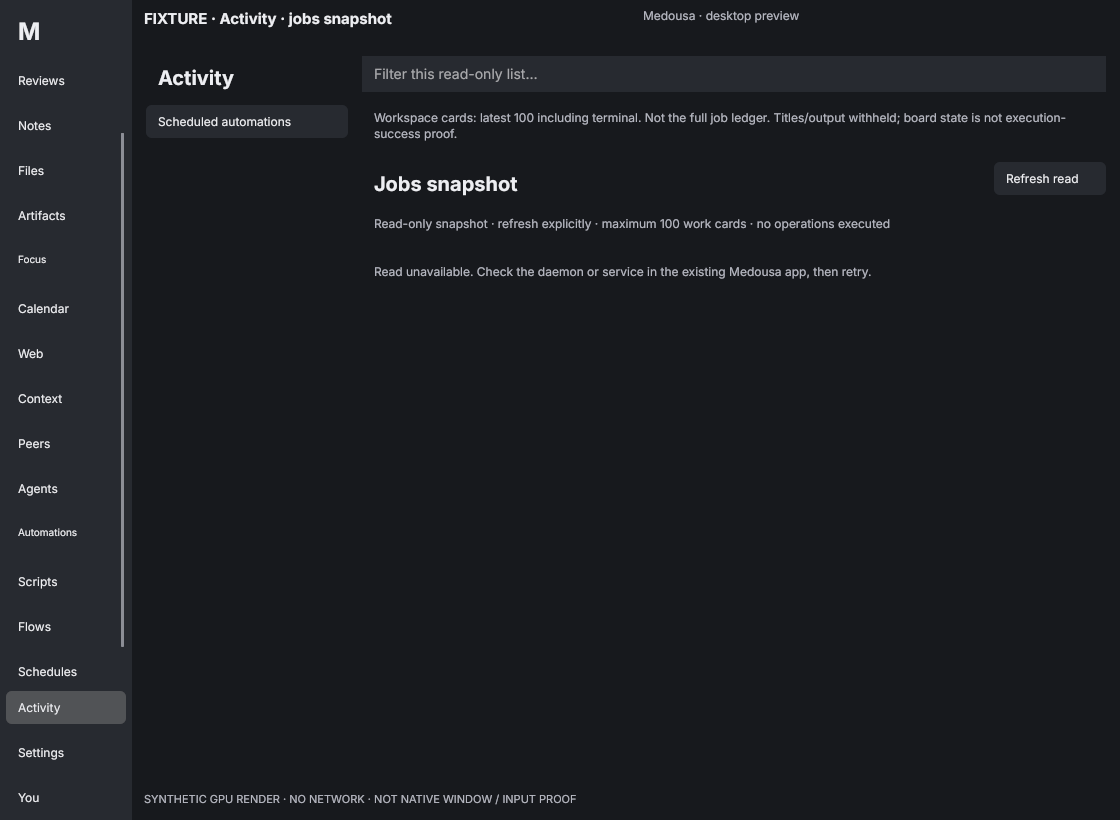 M
Reviews
Notes
Files
Artifacts
Focus
Calendar
Web
Context
Peers
Agents
Automations
Scripts
Flows
Schedules
Activity
Settings
You
FIXTURE · Activity · jobs snapshot
Medousa · desktop preview
Activity
Scheduled automations
Filter this read-only list...
Workspace cards: latest 100 including terminal. Not the full job ledger. Titles/output withheld; board state is not execution-
success proof.
Jobs snapshot
Refresh read
Read-only snapshot · refresh explicitly · maximum 100 work cards · no operations executed
Read unavailable. Check the daemon or service in the existing Medousa app, then retry.
SYNTHETIC GPU RENDER · NO NETWORK · NOT NATIVE WINDOW / INPUT PROOF